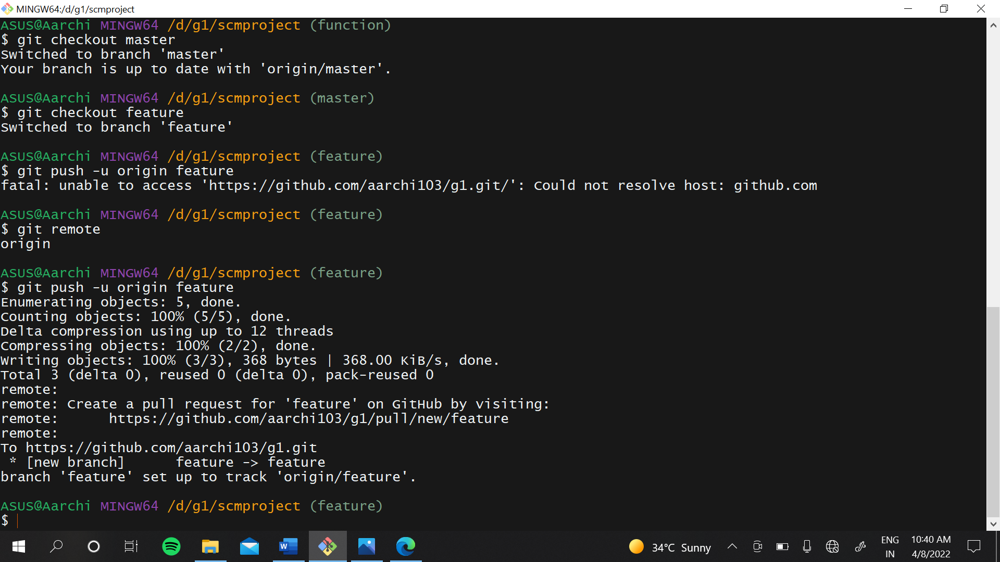 MINGW64:/d/g1/scmproject
ASUS@Aarchi MINGW64 /d/g1/scmproject (function)
$ git checkout master
Switched to branch 'master'
Your branch is up to date with 'origin/master'.
ASUS@Aarchi MINGW64 /d/g1/scmproject (master)
$ git checkout feature
Switched to branch 'feature'
ASUS@Aarchi MINGW64 /d/g1/scmproject (feature)
$ git push -u origin feature
fatal: unable to access 'https://github.com/aarchi103/g1.git/': Could not resolve host: github.com
ASUS@Aarchi MINGW64 /d/g1/scmproject (feature)
$ git remote
origin
ASUS@Aarchi MINGW64 /d/g1/scmproject (feature)
$ git push -u origin feature
Enumerating objects: 5, done.
Counting objects: 100% (5/5), done.
Delta compression using up to 12 threads
Compressing objects: 100% (2/2), done.
Writing objects: 100% (3/3), 368 bytes | 368.00 KiB/s, done.
Total 3 (delta 0), reused 0 (delta 0), pack-reused 0
remote:
remote: Create a pull request for 'feature' on GitHub by visiting:
remote:      https://github.com/aarchi103/g1/pull/new/feature
remote:
To https://github.com/aarchi103/g1.git
 * [new branch]      feature -> feature
branch 'feature' set up to track 'origin/feature'.
ASUS@Aarchi MINGW64 /d/g1/scmproject (feature)
$
W
34°C Sunny
ENG
IN
10:40 AM
4/8/2022